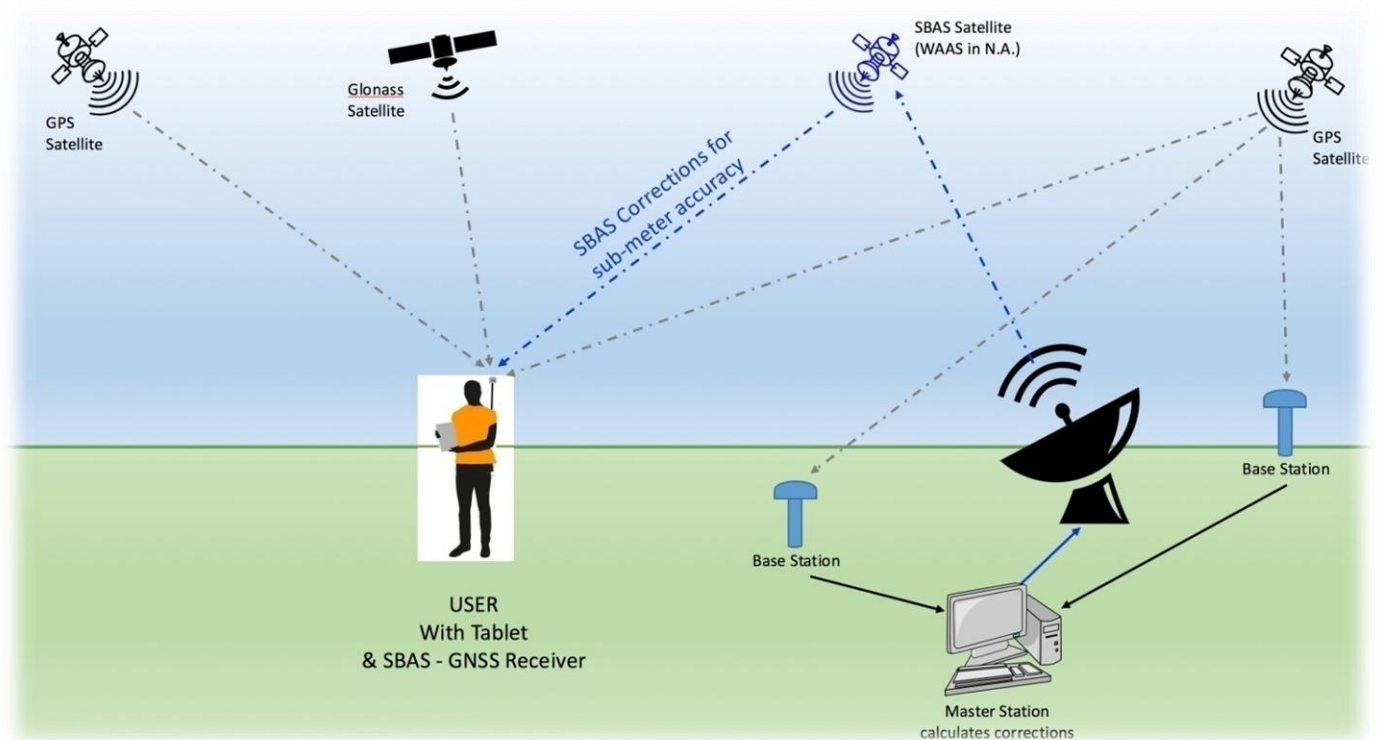 GPS
Satellite
Glonass
Satellite
SBAS Satellite
(WAAS in N.A.)
GPS
Satellite
SBAS Corrections for
sub-meter accuracy
Base Station
Base Station
USER
With Tablet
& SBAS - GNSS Receiver
Master Station
calculates corrections